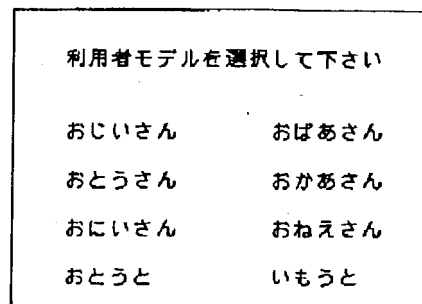 利用者モデルを選択して下さい
おじいさん おばあさん
おとうさん おかあさん
おにいさん おねえさん
おとうと いもうと